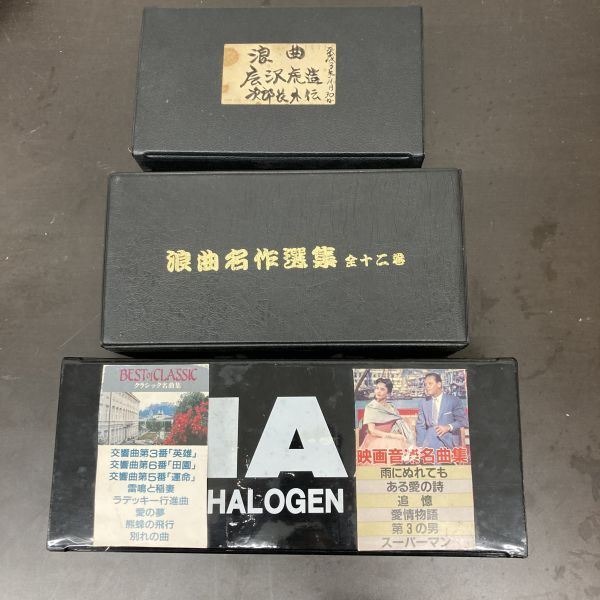 浪曲
広沢虎造
次郎長木伝
浪曲名作選集 全十二巻
BEST of CLASSIC
クラシック名曲集
交響曲第3番「英雄」
交響曲第6番「田園」
交響曲第5番「運命」
雷鳴と稲妻
ラデッキー行進曲
愛の夢
熊蜂の飛行
別れの曲
IA
HALOGEN
映画音楽名曲集
雨にぬれても
ある愛の詩
追憶
愛情物語
第3の男
スーパーマン